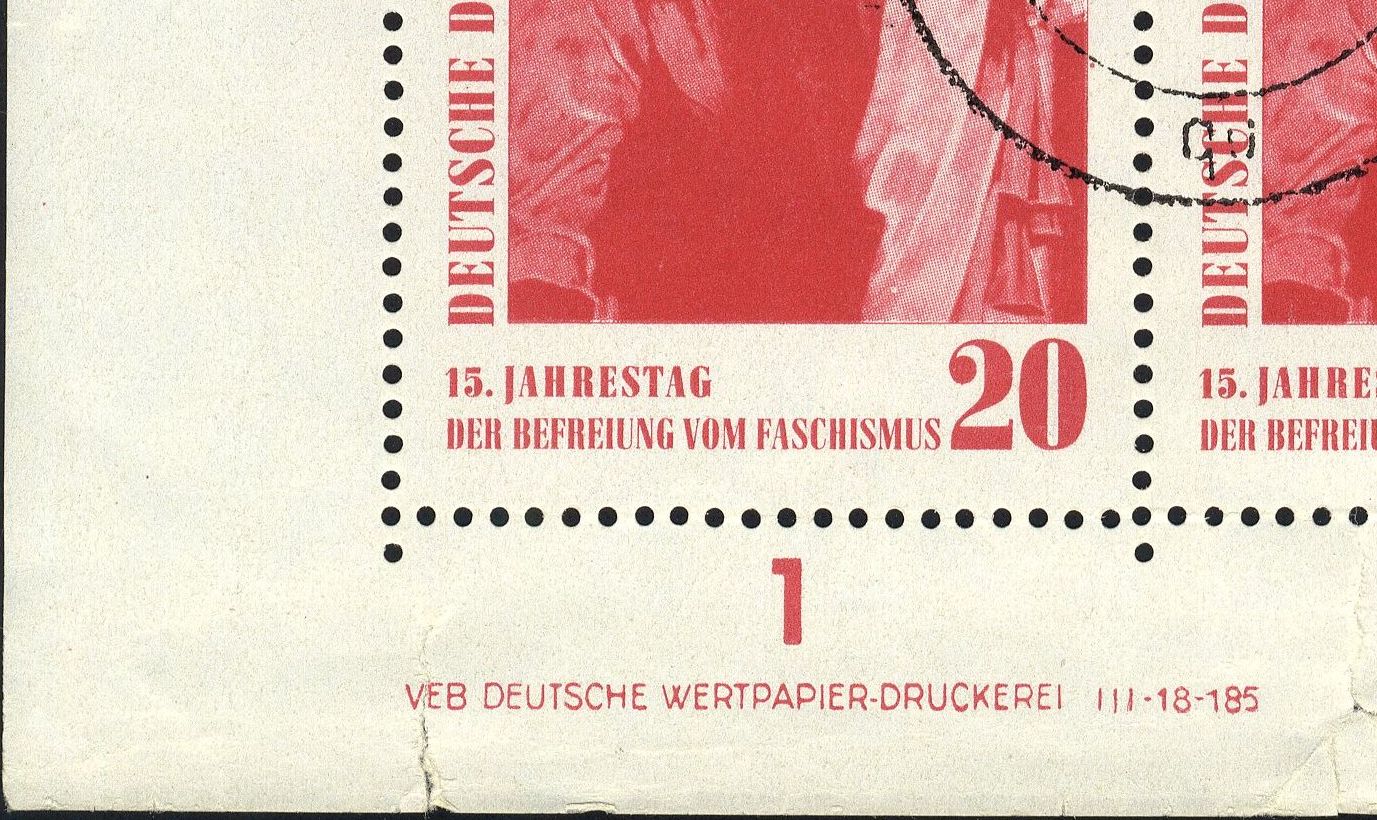 DEUTSCHE D
15. JAHRESTAG
DER BEFREIUNG VOM FASCHISMUS
20
DEUTSCHE D
15. JAHRE
DER BEFREI
1
VEB DEUTSCHE WERTPAPIER-DRUCKEREI III-18-185